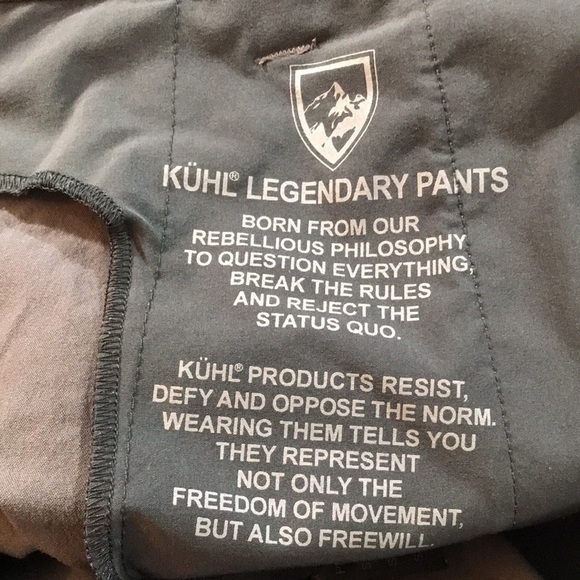 KÜHL® LEGENDARY PANTS
BORN FROM OUR
REBELLIOUS PHILOSOPHY
TO QUESTION EVERYTHING,
BREAK THE RULES
AND REJECT THE
STATUS QUO.
KÜHL® PRODUCTS RESIST,
DEFY AND OPPOSE THE NORM.
WEARING THEM TELLS YOU
THEY REPRESENT
NOT ONLY THE
FREEDOM OF MOVEMENT,
BUT ALSO FREEWILL.